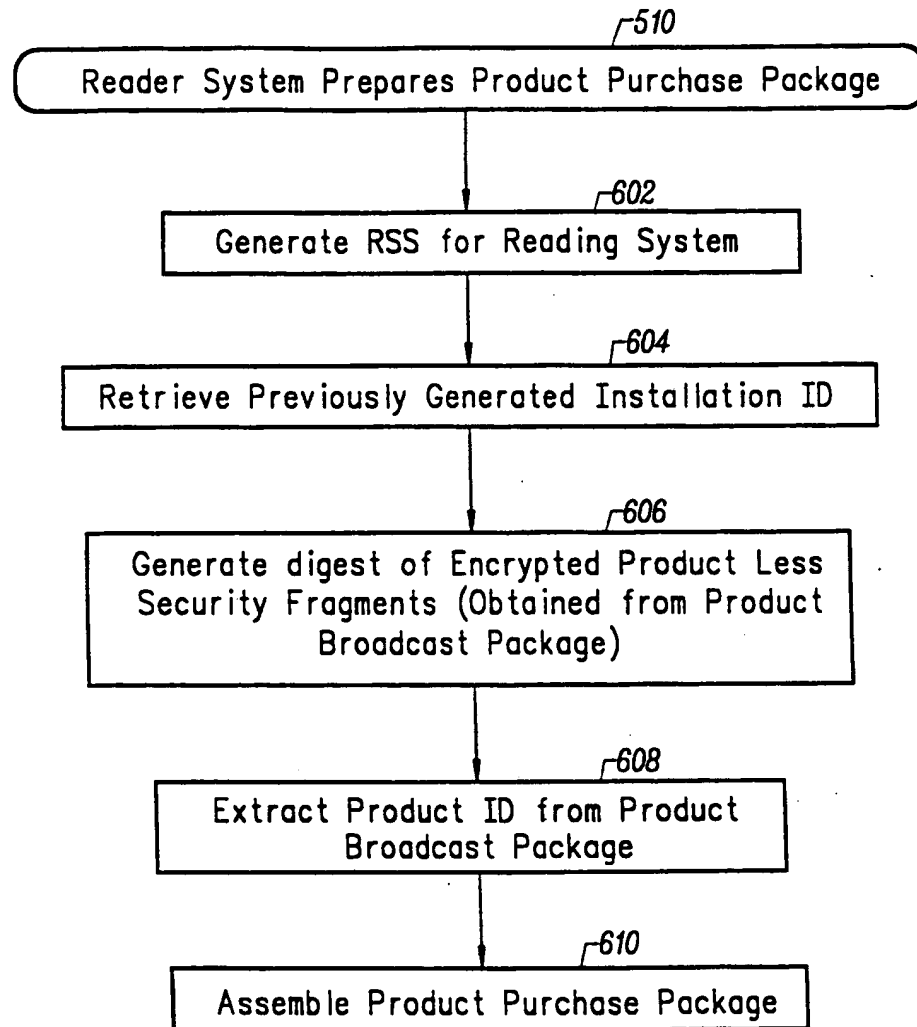 510
Reader System Prepares Product Purchase Package
602
Generate RSS for Reading System
604
Retrieve Previously Generated Installation ID
606
Generate digest of Encrypted Product Less
Security Fragments (Obtained from Product
Broadcast Package)
608
Extract Product ID from Product
Broadcast Package
610
Assemble Product Purchase Package